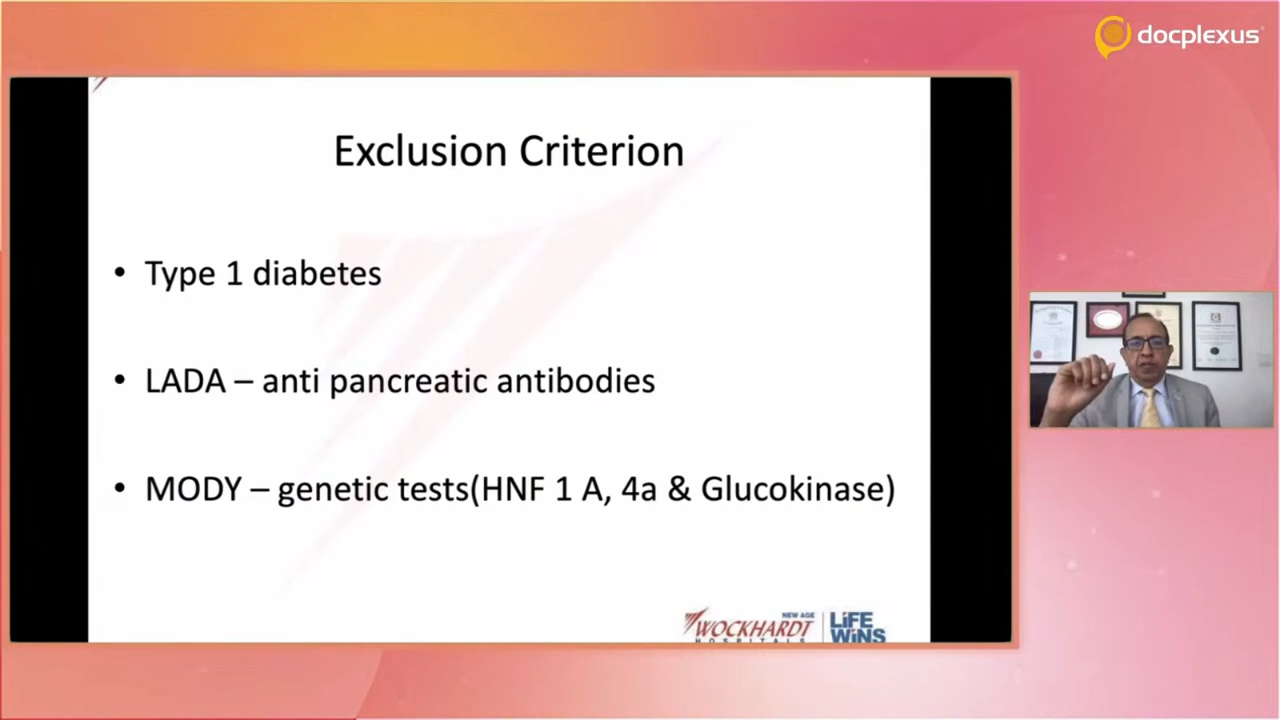 docplexus
Exclusion Criterion
• Type 1 diabetes
• LADA – anti pancreatic antibodies
• MODY – genetic tests(HNF 1 A, 4a & Glucokinase)
NEW AGE
WOCKHARDT
HOSPITALS
LiFE
WiNS